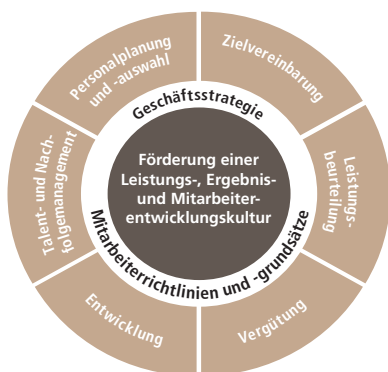 Personalplanung
und -auswahl
Zielvereinbarung
Leistungs-
beurteilung
Vergütung
Entwicklung
Talent- und Nach-
folgemanagement
Geschäftsstrategie
Mitarbeiterrichtlinien und -grundsätze
Förderung einer
Leistungs-, Ergebnis-
und Mitarbeiter-
entwicklungskultur